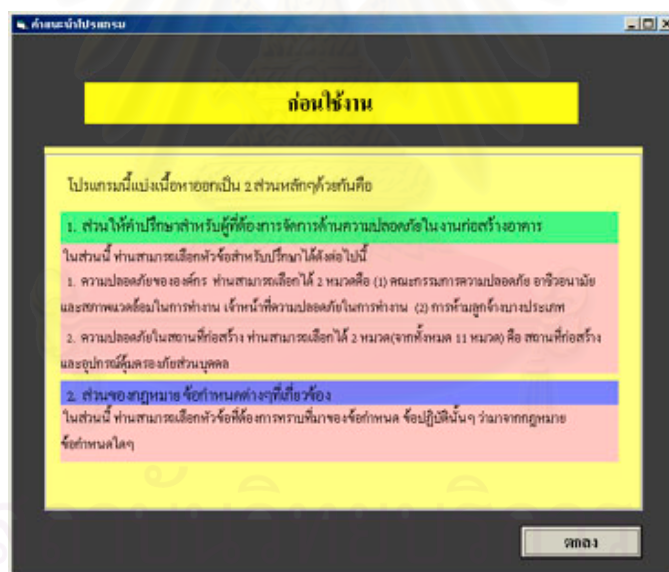 คำแนะนำโปรแกรม
ก่อนใช้งาน
โปรแกรมนี้แบ่งเนื้อหาออกเป็น 2 ส่วนหลักๆด้วยกันคือ
1. ส่วนให้คำปรึกษาสำหรับผู้ที่ต้องการจัดการด้านความปลอดภัยในงานก่อสร้างอาคาร
ในส่วนนี้ ท่านสามารถเลือกหัวข้อสำหรับปรึกษาได้ดังต่อไปนี้
1. ความปลอดภัยขององค์กร ท่านสามารถเลือกได้ 2 หมวดคือ (1) คณะกรรมการความปลอดภัย อาชีวอนามัย
และสภาพแวดล้อมในการทำงาน เจ้าหน้าที่ความปลอดภัยในการทำงาน (2) การห้ามลูกจ้างบางประเภท
2. ความปลอดภัยในสถานที่ก่อสร้าง ท่านสามารถเลือกได้ 2 หมวด(จากทั้งหมด 11 หมวด) คือ สถานที่ก่อสร้าง
และอุปกรณ์คุ้มครองภัยส่วนบุคคล
2. ส่วนของกฎหมาย ข้อกำหนดต่างๆที่เกี่ยวข้อง
ในส่วนนี้ ท่านสามารถเลือกหัวข้อที่ต้องการทราบที่มาของข้อกำหนด ข้อปฏิบัตินั้นๆ ว่ามาจากกฎหมาย
ข้อกำหนดใดๆ
ตกลง